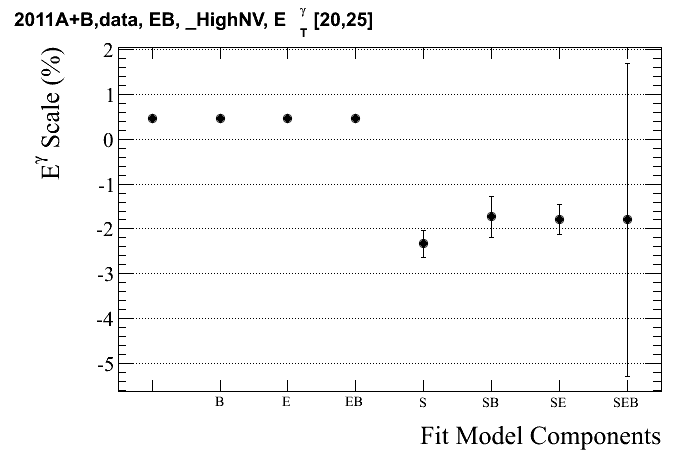 2011A+B,data, EB, _HighNV, E γ T [20,25]
E γ Scale (%)
2
1
0
-1
-2
-3
-4
-5
B E EB S SB SE SEB
Fit Model Components